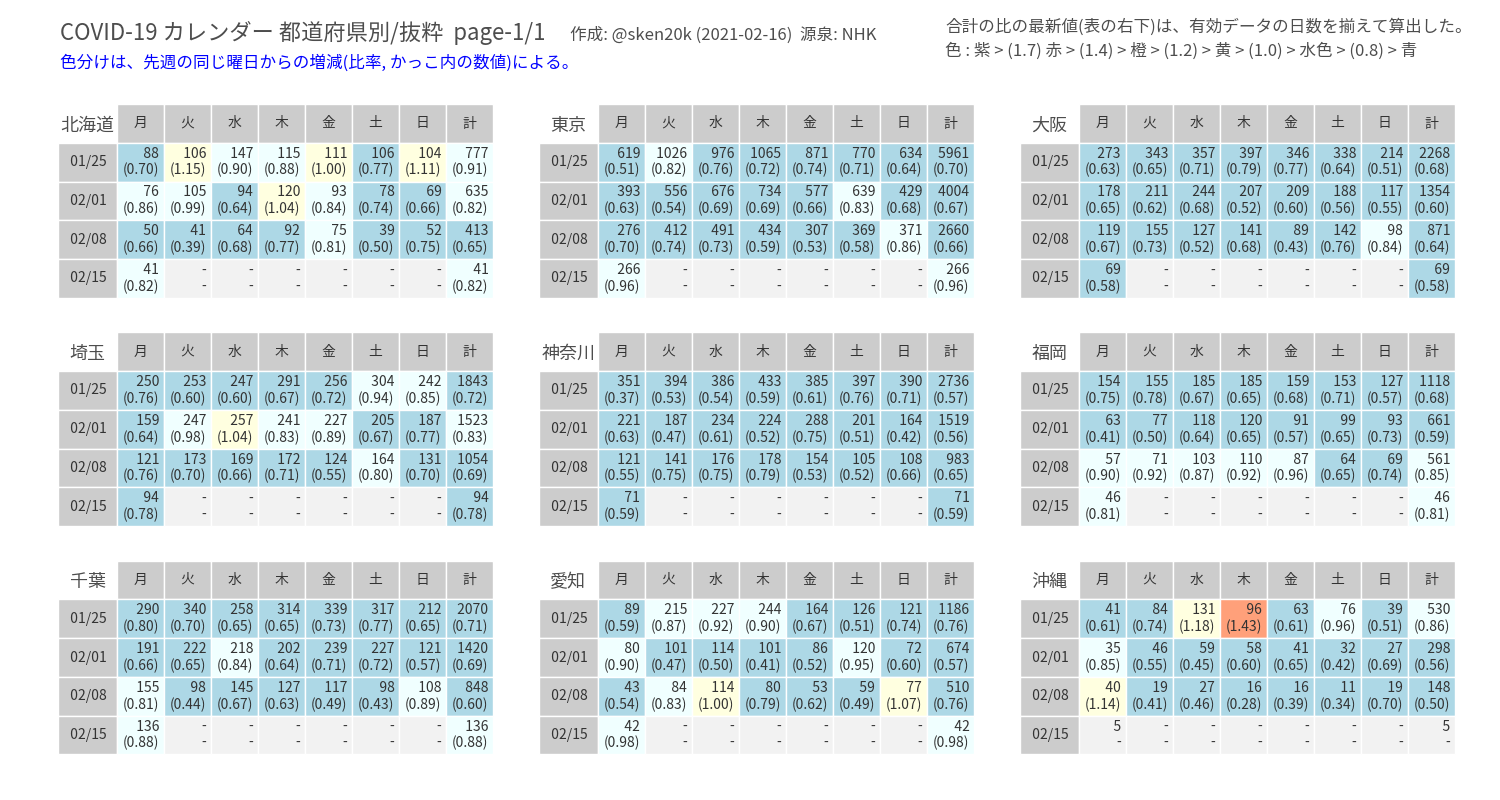 COVID-19 カレンダー 都道府県別/抜粋 page-1/1 作成: @sken20k (2021-02-16) 源泉: NHK
色分けは、先週の同じ曜日からの増減(比率, かっこ内の数値)による。
合計の比の最新値(表の右下)は、有効データの日数を揃えて算出した。
色 : 紫 > (1.7) 赤 > (1.4) > 橙 > (1.2) > 黄 > (1.0) > 水色 > (0.8) > 青
北海道 月 火 水 木 金 土 日 計
01/25 88 106 147 115 111 106 104 777
(0.70) (1.15) (0.90) (0.88) (1.00) (0.77) (1.11) (0.91)
02/01 76 105 94 120 93 78 69 635
(0.86) (0.99) (0.64) (1.04) (0.84) (0.74) (0.66) (0.82)
02/08 50 41 64 92 75 39 52 413
(0.66) (0.39) (0.68) (0.77) (0.81) (0.50) (0.75) (0.65)
02/15 41 - - - - - - 41
(0.82) - - - - - - (0.82)
東京 月 火 水 木 金 土 日 計
01/25 619 1026 976 1065 871 770 634 5961
(0.51) (0.82) (0.76) (0.72) (0.74) (0.71) (0.64) (0.70)
02/01 393 556 676 734 577 639 429 4004
(0.63) (0.54) (0.69) (0.69) (0.66) (0.83) (0.68) (0.67)
02/08 276 412 491 434 307 369 371 2660
(0.70) (0.74) (0.73) (0.59) (0.53) (0.58) (0.86) (0.66)
02/15 266 - - - - - - 266
(0.96) - - - - - - (0.96)
大阪 月 火 水 木 金 土 日 計
01/25 273 343 357 397 346 338 214 2268
(0.63) (0.65) (0.71) (0.79) (0.77) (0.64) (0.51) (0.68)
02/01 178 211 244 207 209 188 117 1354
(0.65) (0.62) (0.68) (0.52) (0.60) (0.56) (0.55) (0.60)
02/08 119 155 127 141 89 142 98 871
(0.67) (0.73) (0.52) (0.68) (0.43) (0.76) (0.84) (0.64)
02/15 69 - - - - - - 69
(0.58) - - - - - - (0.58)
埼玉 月 火 水 木 金 土 日 計
01/25 250 253 247 291 256 304 242 1843
(0.76) (0.60) (0.60) (0.67) (0.72) (0.94) (0.85) (0.72)
02/01 159 247 257 241 227 205 187 1523
(0.64) (0.98) (1.04) (0.83) (0.89) (0.67) (0.77) (0.83)
02/08 121 173 169 172 124 164 131 1054
(0.76) (0.70) (0.66) (0.71) (0.55) (0.80) (0.70) (0.69)
02/15 94 - - - - - - 94
(0.78) - - - - - - (0.78)
神奈川 月 火 水 木 金 土 日 計
01/25 351 394 386 433 385 397 390 2736
(0.37) (0.53) (0.54) (0.59) (0.61) (0.76) (0.71) (0.57)
02/01 221 187 234 224 288 201 164 1519
(0.63) (0.47) (0.61) (0.52) (0.75) (0.51) (0.42) (0.56)
02/08 121 141 176 178 154 105 108 983
(0.55) (0.75) (0.75) (0.79) (0.53) (0.52) (0.66) (0.65)
02/15 71 - - - - - - 71
(0.59) - - - - - - (0.59)
福岡 月 火 水 木 金 土 日 計
01/25 154 155 185 185 159 153 127 1118
(0.75) (0.78) (0.67) (0.65) (0.68) (0.71) (0.57) (0.68)
02/01 63 77 118 120 91 99 93 661
(0.41) (0.50) (0.64) (0.65) (0.57) (0.65) (0.73) (0.59)
02/08 57 71 103 110 87 64 69 561
(0.90) (0.92) (0.87) (0.92) (0.96) (0.65) (0.74) (0.85)
02/15 46 - - - - - - 46
(0.81) - - - - - - (0.81)
千葉 月 火 水 木 金 土 日 計
01/25 290 340 258 314 339 317 212 2070
(0.80) (0.70) (0.65) (0.65) (0.73) (0.77) (0.65) (0.71)
02/01 191 222 218 202 239 227 121 1420
(0.66) (0.65) (0.84) (0.64) (0.71) (0.72) (0.57) (0.69)
02/08 155 98 145 127 117 98 108 848
(0.81) (0.44) (0.67) (0.63) (0.49) (0.43) (0.89) (0.60)
02/15 136 - - - - - - 136
(0.88) - - - - - - (0.88)
愛知 月 火 水 木 金 土 日 計
01/25 89 215 227 244 164 126 121 1186
(0.59) (0.87) (0.92) (0.90) (0.67) (0.51) (0.74) (0.76)
02/01 80 101 114 101 86 120 72 674
(0.90) (0.47) (0.50) (0.41) (0.52) (0.95) (0.60) (0.57)
02/08 43 84 114 80 53 59 77 510
(0.54) (0.83) (1.00) (0.79) (0.62) (0.49) (1.07) (0.76)
02/15 42 - - - - - - 42
(0.98) - - - - - - (0.98)
沖縄 月 火 水 木 金 土 日 計
01/25 41 84 131 96 63 76 39 530
(0.61) (0.74) (1.18) (1.43) (0.61) (0.96) (0.51) (0.86)
02/01 35 46 59 58 41 32 27 298
(0.85) (0.55) (0.45) (0.60) (0.65) (0.42) (0.69) (0.56)
02/08 40 19 27 16 16 11 19 148
(1.14) (0.41) (0.46) (0.28) (0.39) (0.34) (0.70) (0.50)
02/15 5 - - - - - - 5
- - - - - - - -